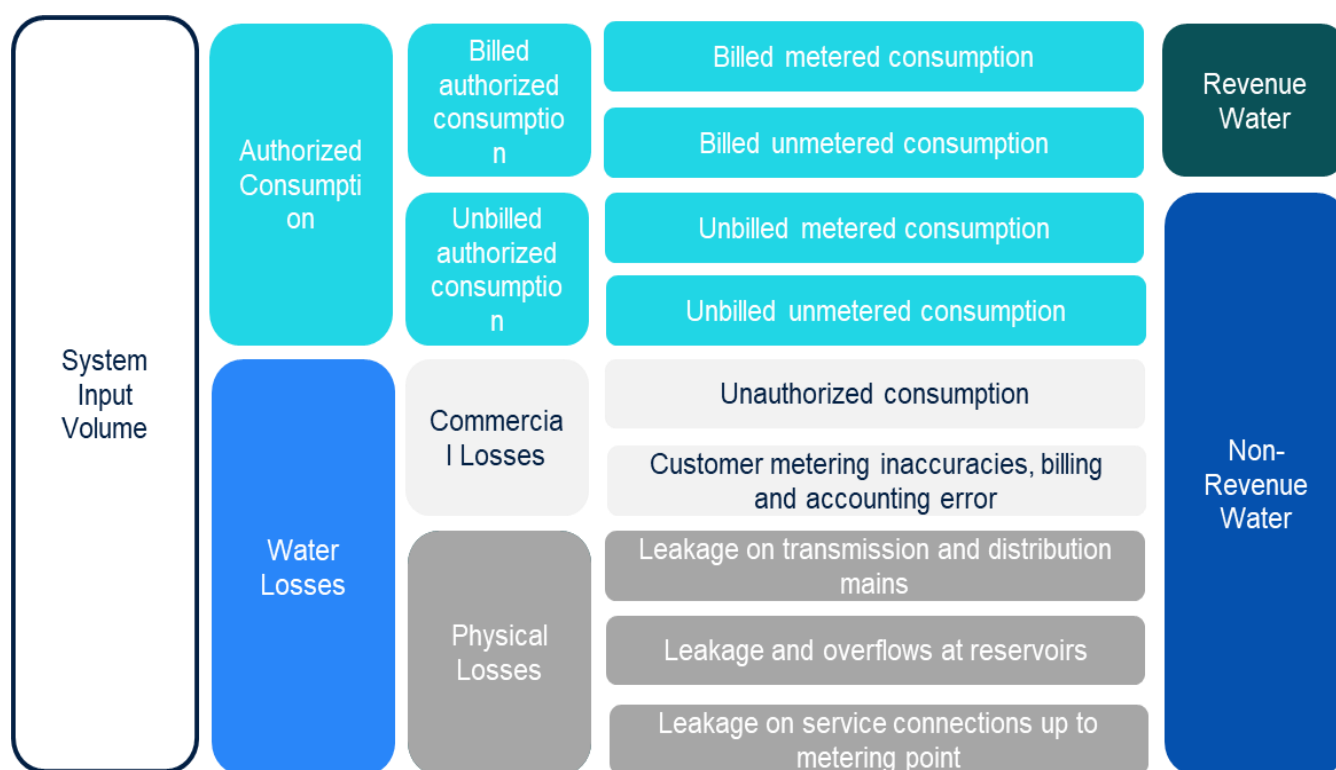 System
Input
Volume
Authorized
Consumpti
on
Water
Losses
Billed
authorized
consumptio
n
Unbilled
authorized
consumptio
n
Commercia
l Losses
Physical
Losses
Billed metered consumption
Billed unmetered consumption
Unbilled metered consumption
Unbilled unmetered consumption
Unauthorized consumption
Customer metering inaccuracies, billing
and accounting error
Leakage on transmission and distribution
mains
Leakage and overflows at reservoirs
Leakage on service connections up to
metering point
Revenue
Water
Non-
Revenue
Water